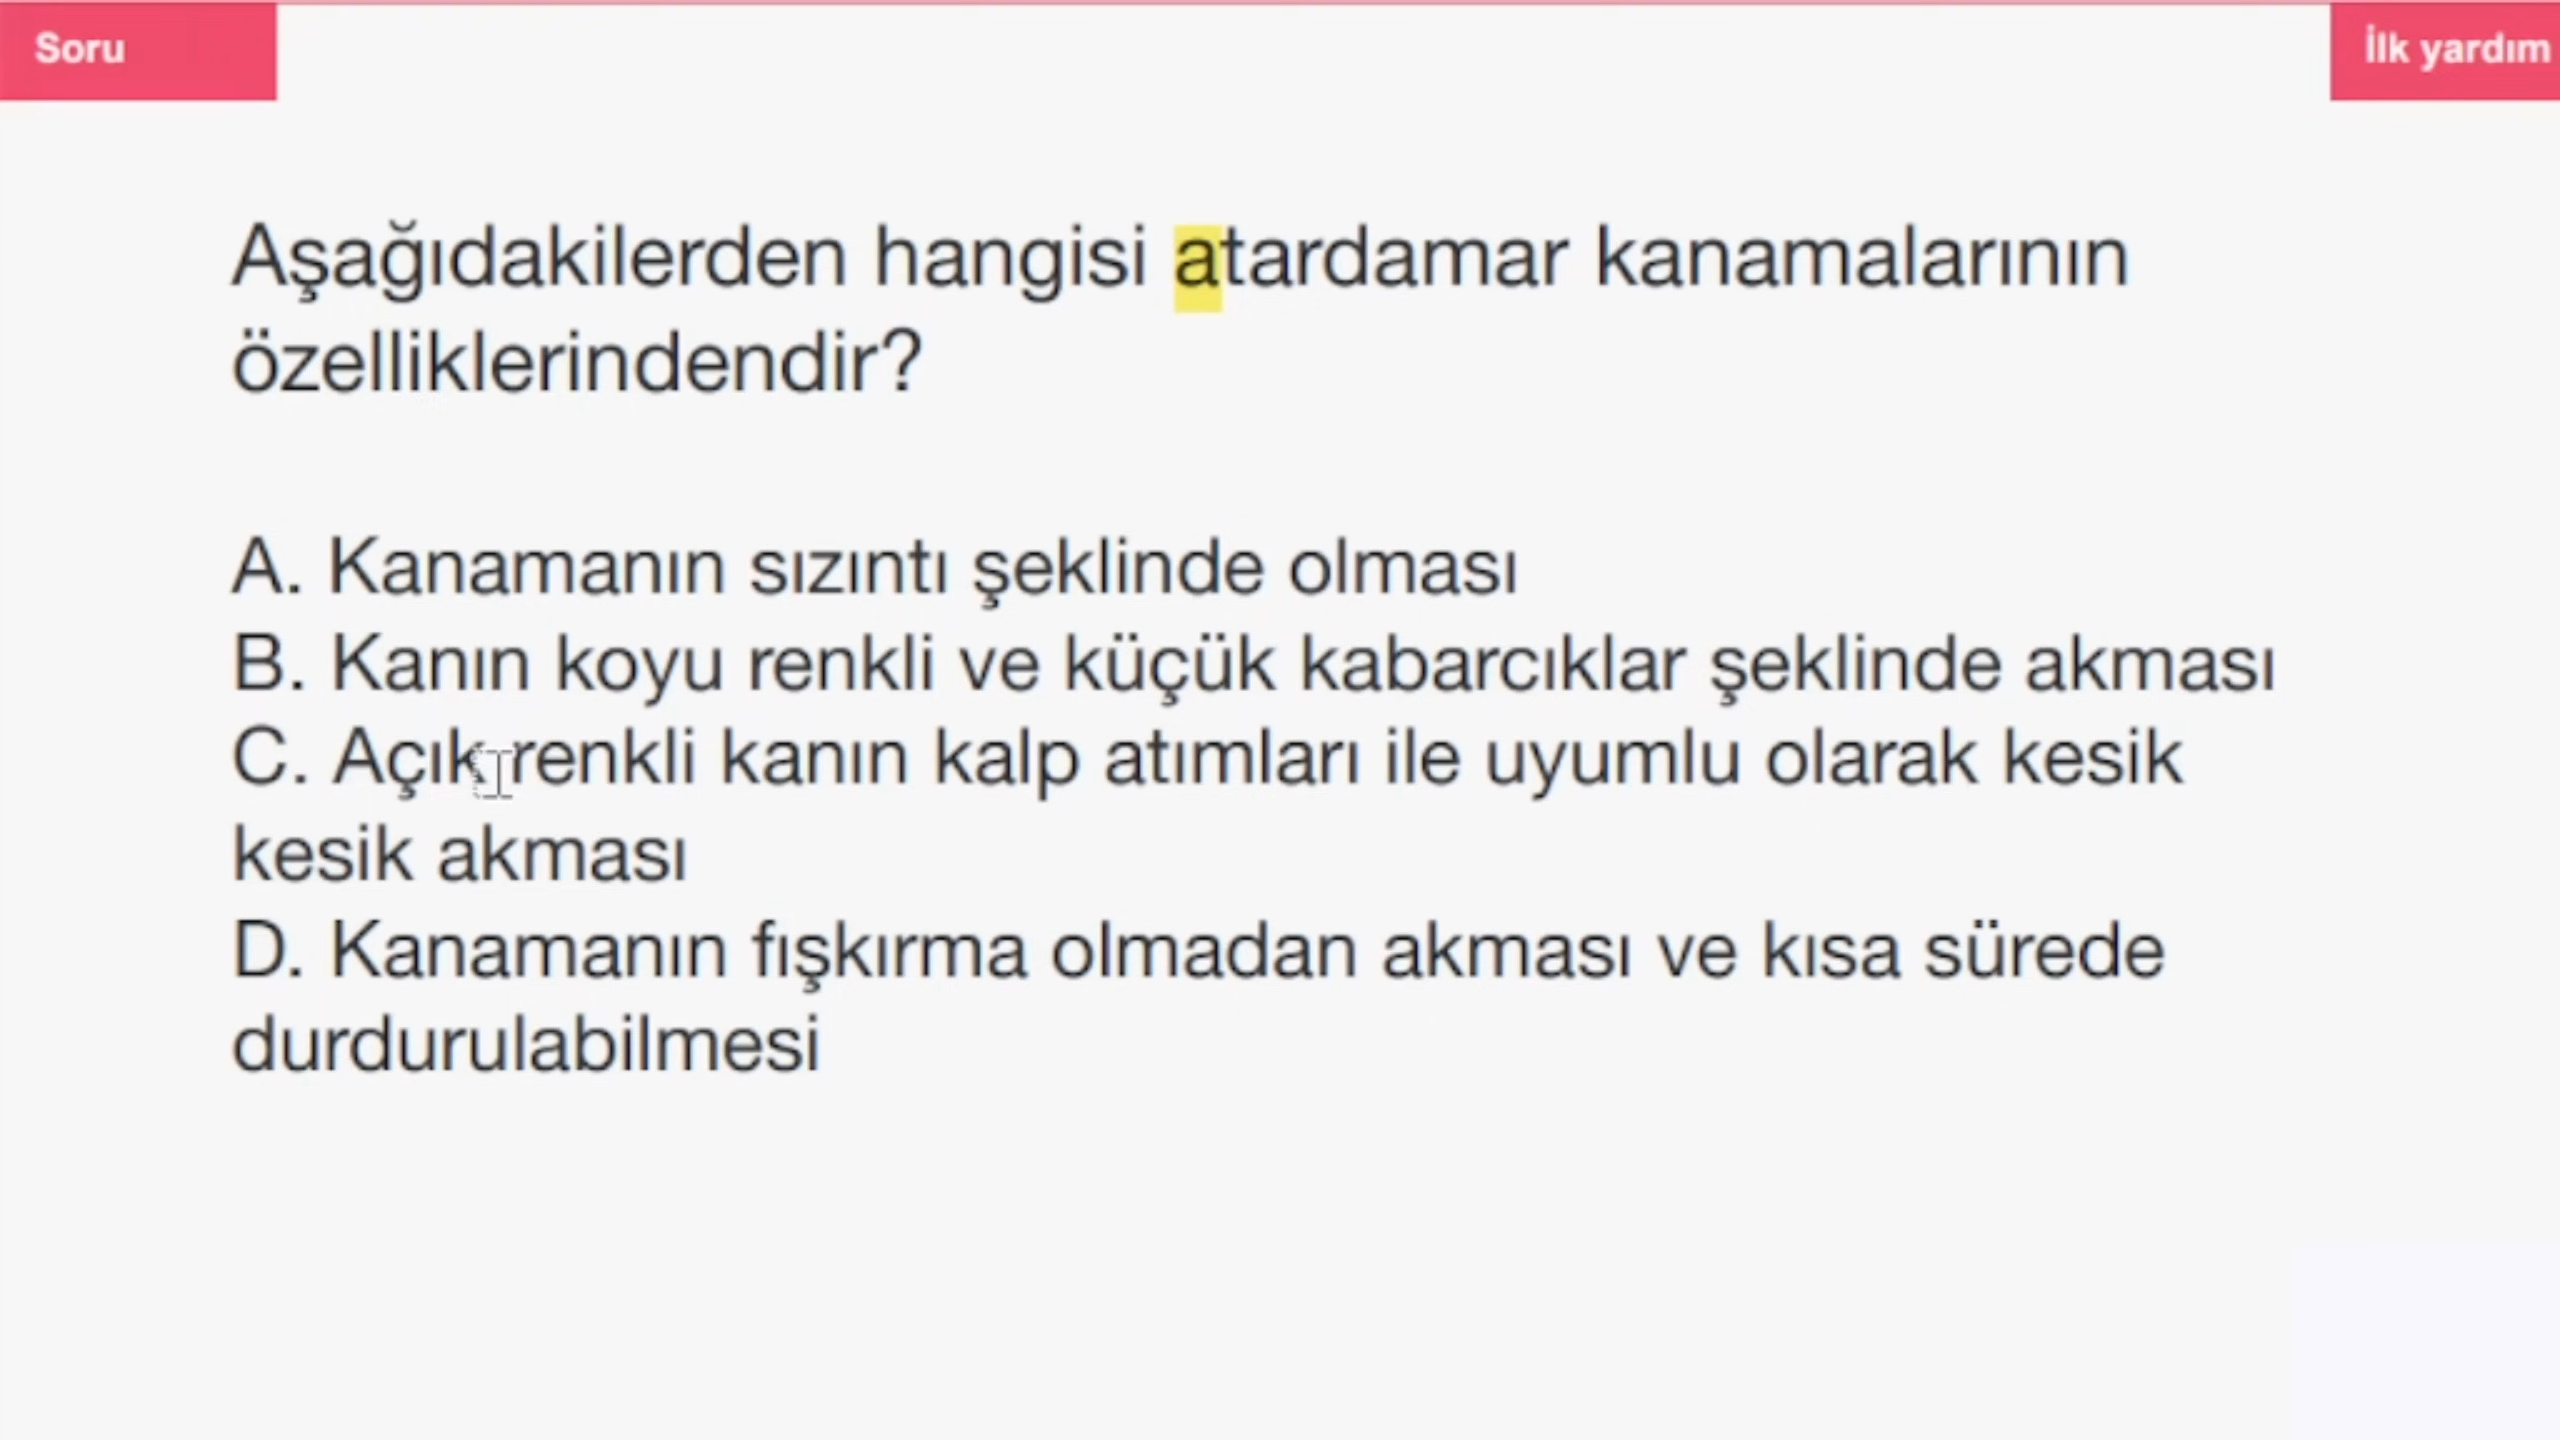 Soru
İlk yardım
Aşağıdakilerden hangisi atardamar kanamalarının
özelliklerindendir?
A. Kanamanın sızıntı şeklinde olması
B. Kanın koyu renkli ve küçük kabarcıklar şeklinde akması
C. Açık renkli kanın kalp atımları ile uyumlu olarak kesik
kesik akması
D. Kanamanın fışkırma olmadan akması ve kısa sürede
durdurulabilmesi